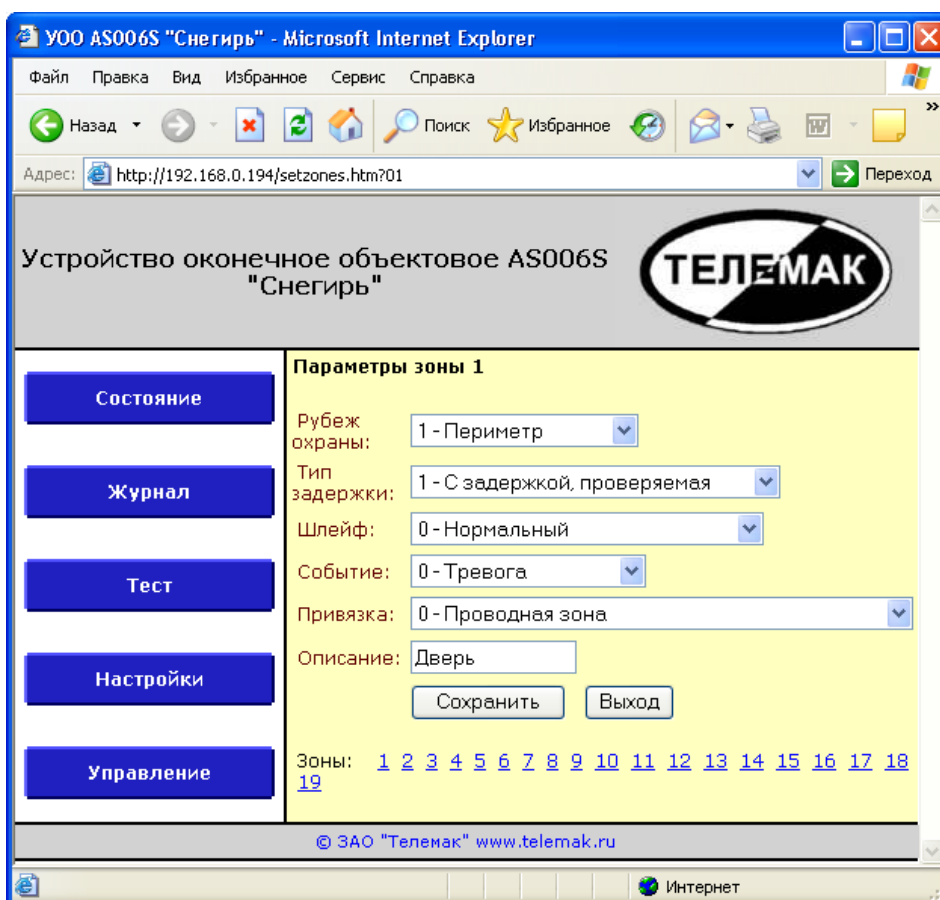 УОО AS006S "Снегирь" - Microsoft Internet Explorer
Файл Правка Вид Избранное Сервис Справка
Назад Поиск Избранное »
Адрес: http://192.168.0.194/setzones.htm?01 Переход
Устройство оконечное объектовое AS006S
"Снегирь"
ТЕЛЕМАК
Состояние
Журнал
Тест
Настройки
Управление
Параметры зоны 1
Рубеж
охраны: 1 - Периметр
Тип
задержки: 1 - С задержкой, проверяемая
Шлейф: 0 - Нормальный
Событие: 0 - Тревога
Привязка: 0 - Проводная зона
Описание: Дверь
Сохранить Выход
Зоны: 1 2 3 4 5 6 7 8 9 10 11 12 13 14 15 16 17 18
19
© ЗАО "Телемак" www.telemak.ru
Интернет